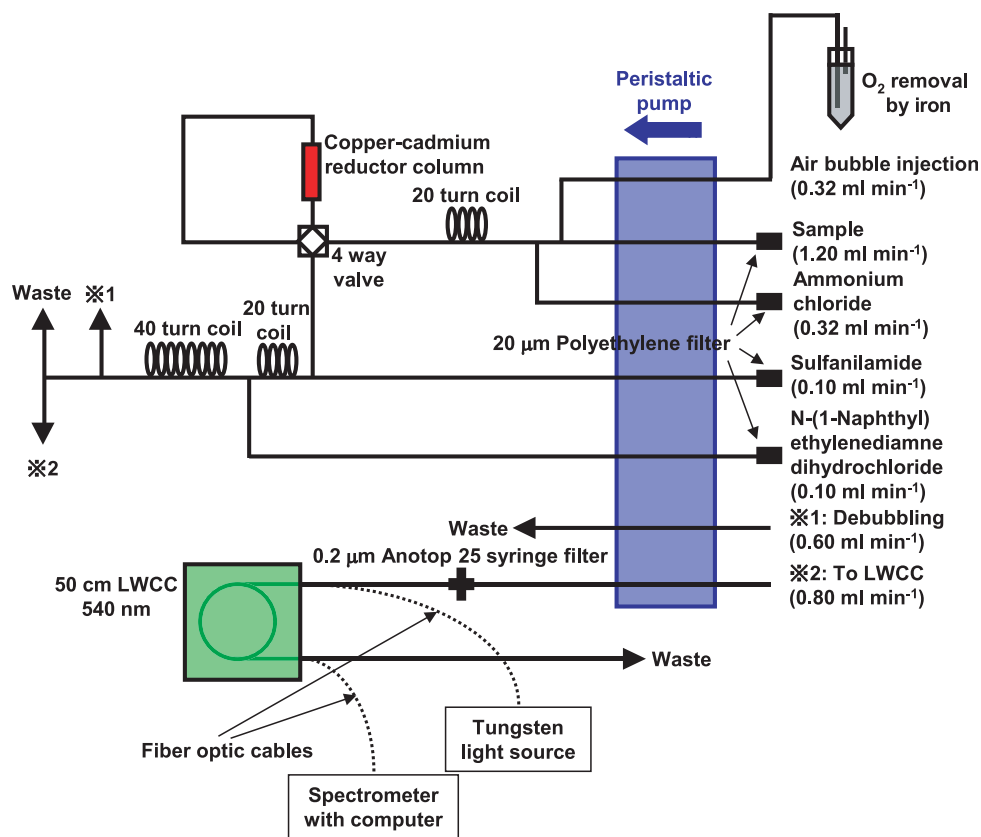 Peristaltic
pump
O2 removal
by iron
Copper-cadmium
reductor column
20 turn coil
Air bubble injection
(0.32 ml min-1)
Sample
(1.20 ml min-1)
4 way
valve
Ammonium
chloride
(0.32 ml min-1)
Waste
※1
40 turn coil
20 turn
coil
20 μm Polyethylene filter
Sulfanilamide
(0.10 ml min-1)
N-(1-Naphthyl)
ethylenediamne
dihydrochloride
(0.10 ml min-1)
※2
Waste
※1: Debubbling
(0.60 ml min-1)
0.2 μm Anotop 25 syringe filter
※2: To LWCC
(0.80 ml min-1)
50 cm LWCC
540 nm
Waste
Fiber optic cables
Tungsten
light source
Spectrometer
with computer